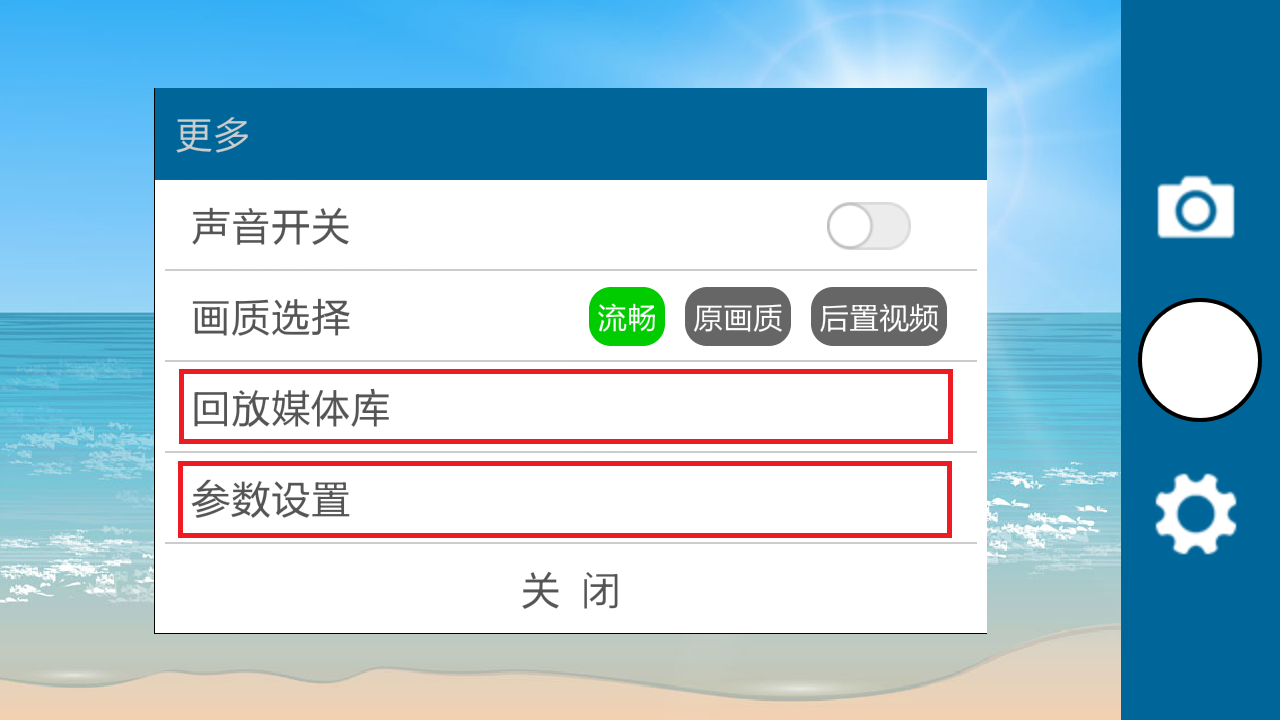 更多
声音开关
画质选择 流畅 原画质 后置视频
回放媒体库
参数设置
关 闭